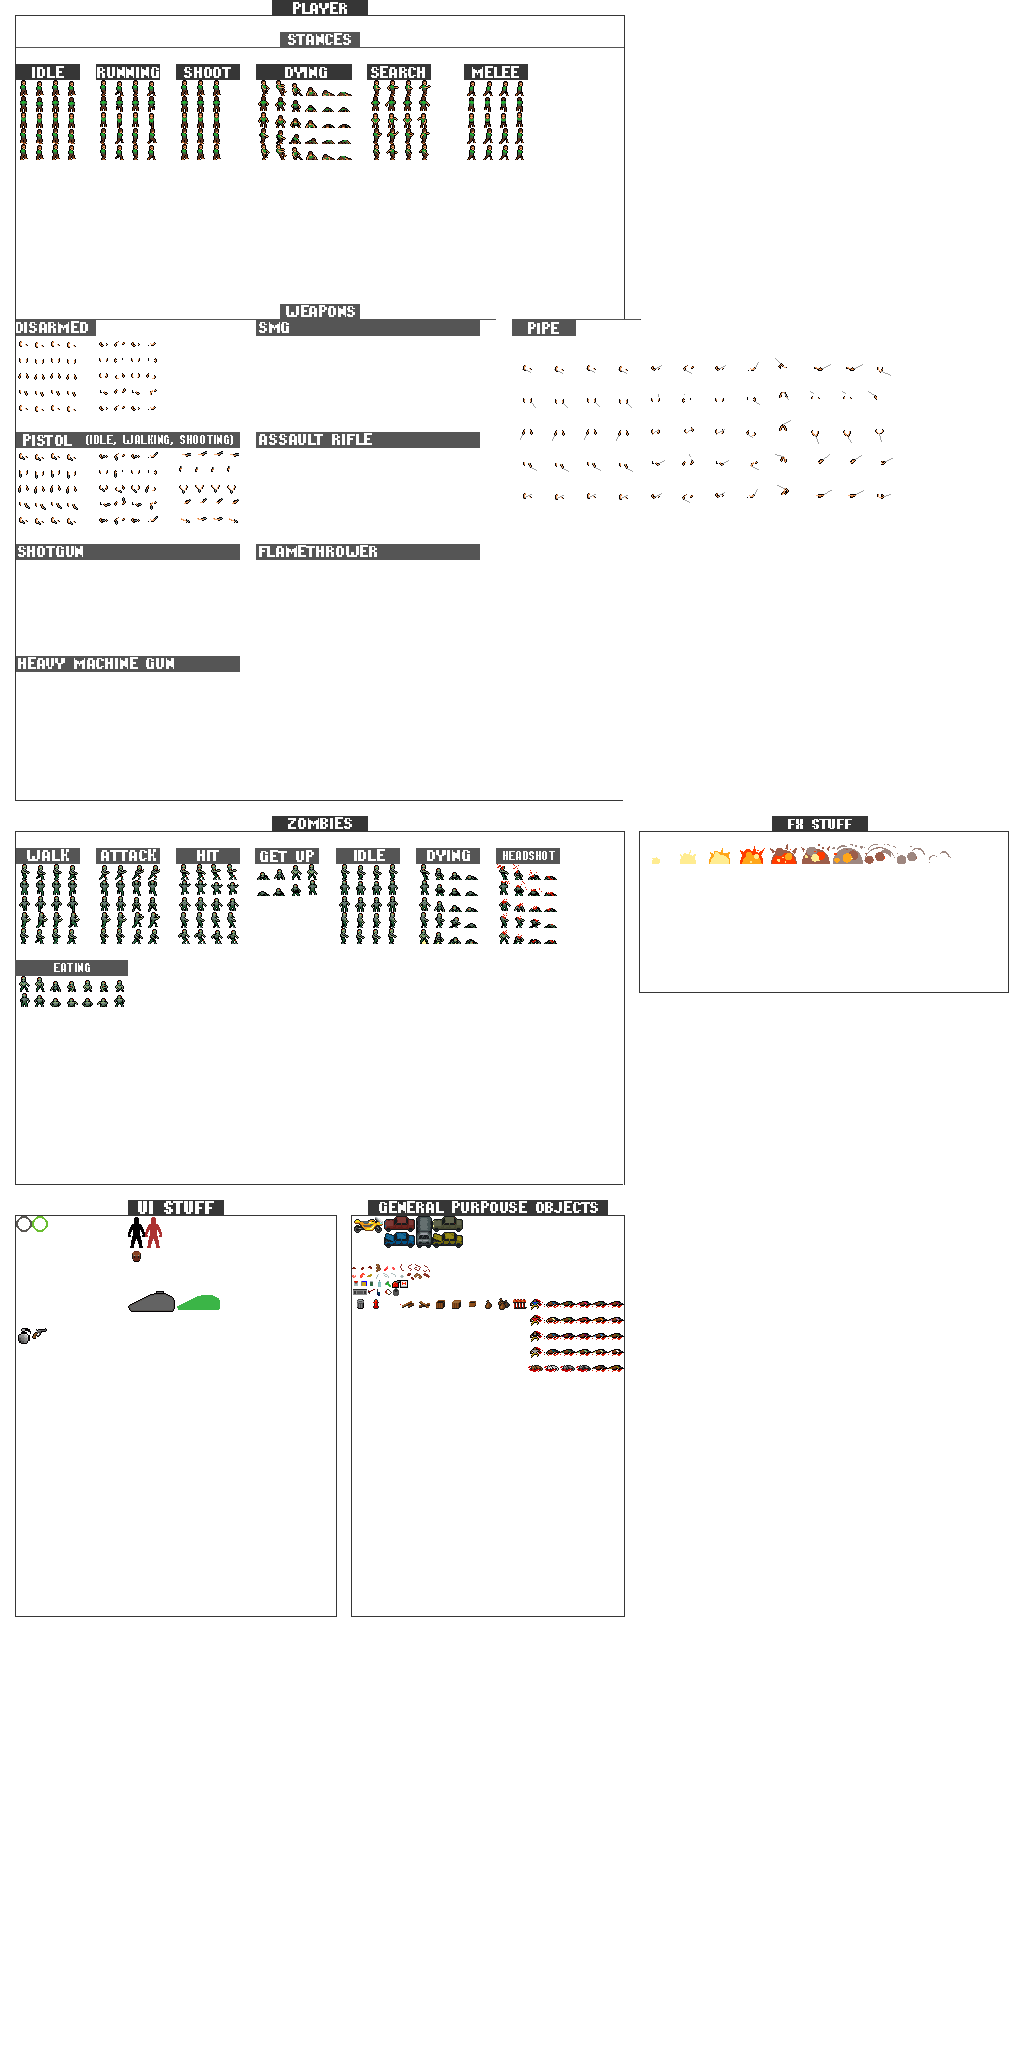 PLAYER
STANCES
IDLE RUNNING SHOOT DYING SEARCH MELEE
WEAPONS
DISARMED SMG PIPE
PISTOL (IDLE, WALKING, SHOOTING) ASSAULT RIFLE
SHOTGUN FLAMETHROWER
HEAVY MACHINE GUN
ZOMBIES FX STUFF
WALK ATTACK HIT GET UP IDLE DYING HEADSHOT
EATING
UI STUFF GENERAL PURPOUSE OBJECTS